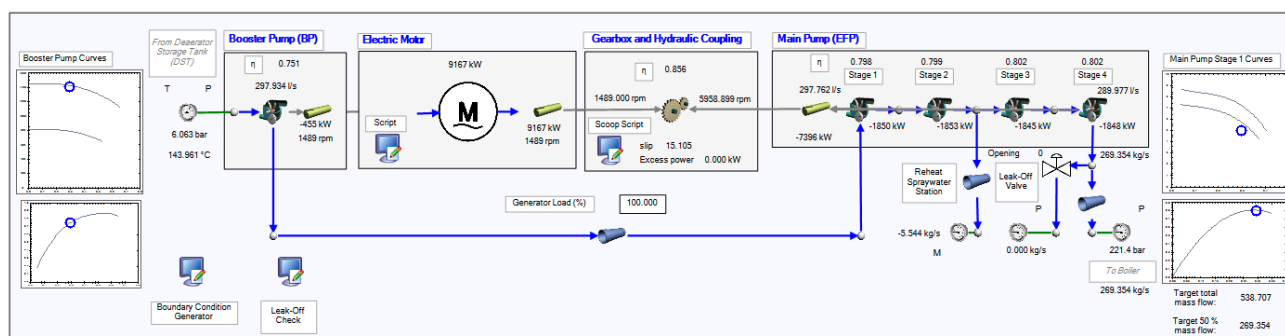 Booster Pump Curves
From Deaerator
Storage Tank
(DST)
T P
6.063 bar
143.961 °C
Booster Pump (BP)
η 0.751
297.934 l/s
-455 kW
1489 rpm
Electric Motor
9167 kW
Script
M
9167 kW
1489 rpm
Gearbox and Hydraulic Coupling
η 0.856
1489.000 rpm
5958.899 rpm
Scoop Script
slip 15.105
Excess power 0.000 kW
Main Pump (EFP)
η 0.798 0.799 0.802 0.802
Stage 1 Stage 2 Stage 3 Stage 4
297.762 l/s
289.977 l/s
-7396 kW
-1850 kW -1853 kW -1845 kW -1848 kW
269.354 kg/s
Opening 0
Reheat
Spraywater
Station
Leak-Off
Valve
P
P
-5.544 kg/s
M
0.000 kg/s
221.4 bar
To Boiler
269.354 kg/s
Generator Load (%) 100.000
Boundary Condition
Generator
Leak-Off
Check
Main Pump Stage 1 Curves
Target total
mass flow: 538.707
Target 50 %
mass flow: 269.354